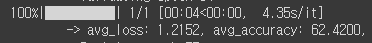 100%|██████████| 1/1 [00:04<00:00, 4.35s/it]
-> avg_loss: 1.2152, avg_accuracy: 62.4200,